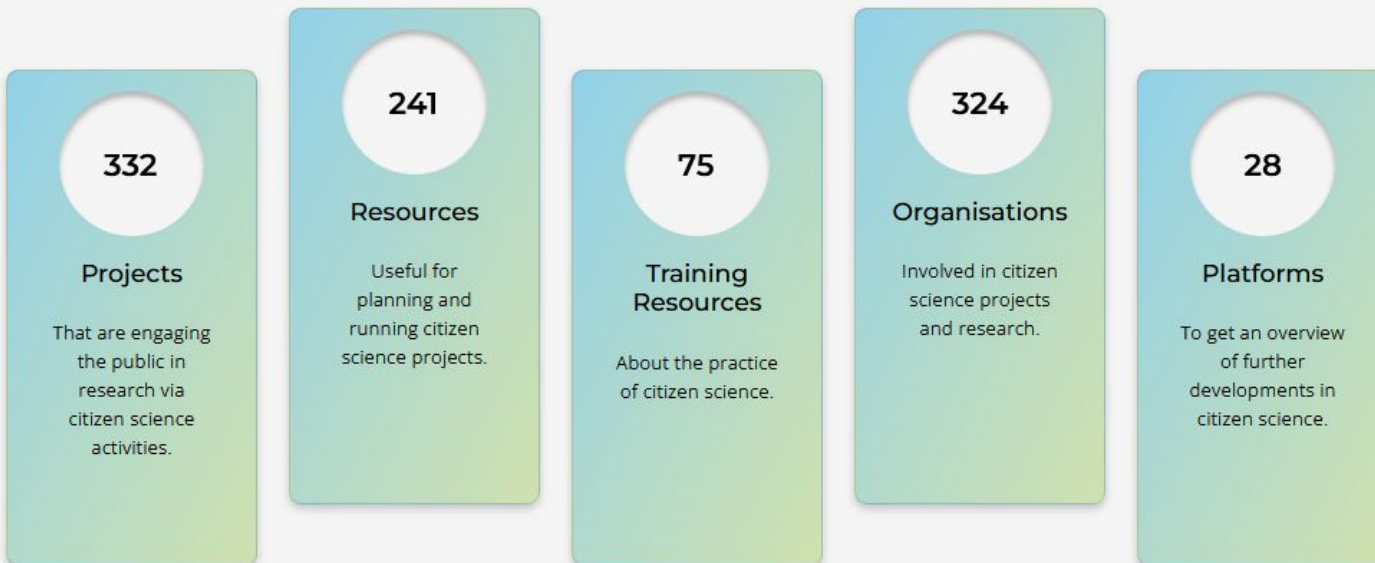 332
Projects
That are engaging
the public in
research via
citizen science
activities.
241
Resources
Useful for
planning and
running citizen
science projects.
75
Training
Resources
About the practice
of citizen science.
324
Organisations
Involved in citizen
science projects
and research.
28
Platforms
To get an overview
of further
developments in
citizen science.